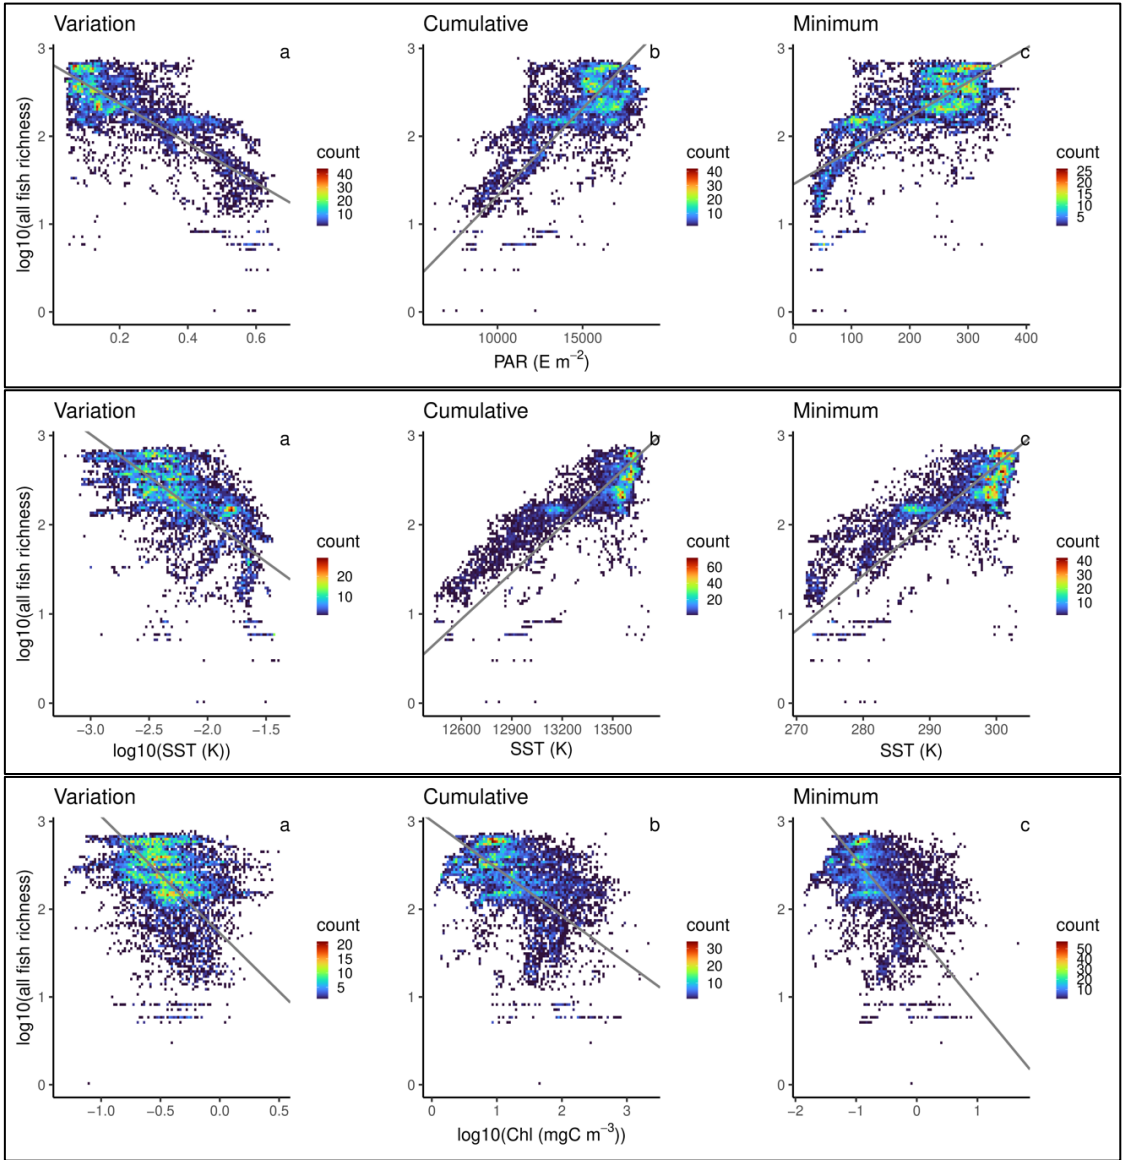 Variation Cumulative Minimum
a b c
log10(all fish richness)
3 2 1 0
count 40 30 20 10
count 40 30 20 10
count 25 20 15 10 5
0.2 0.4 0.6
10000 15000
0 100 200 300 400
PAR (E m⁻²)
Variation Cumulative Minimum
a b c
log10(all fish richness)
3 2 1 0
count 20 10
count 60 40 20
count 40 30 20 10
−3.0 −2.5 −2.0 −1.5
12600 12900 13200 13500
270 280 290 300
log10(SST (K)) SST (K) SST (K)
Variation Cumulative Minimum
a b c
log10(all fish richness)
3 2 1 0
count 20 15 10 5
count 30 20 10
count 50 40 30 20 10
−1.0 −0.5 0.0 0.5
0 1 2 3
−2 −1 0 1
log10(Chl (mgC m⁻³))